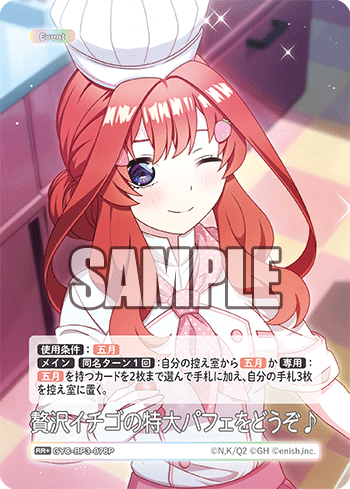 Event
SAMPLE
使用条件：五月
メイン 同名ターン1回：自分の控え室から 五月 か 専用：
五月 を持つカードを2枚まで選んで手札に加え、自分の手札3枚
を控え室に置く。
贅沢イチゴの特大パフェをどうぞ♪
RR+ GYG-BP3-078P
©N,K/Q2 ©GH ©enish,inc.